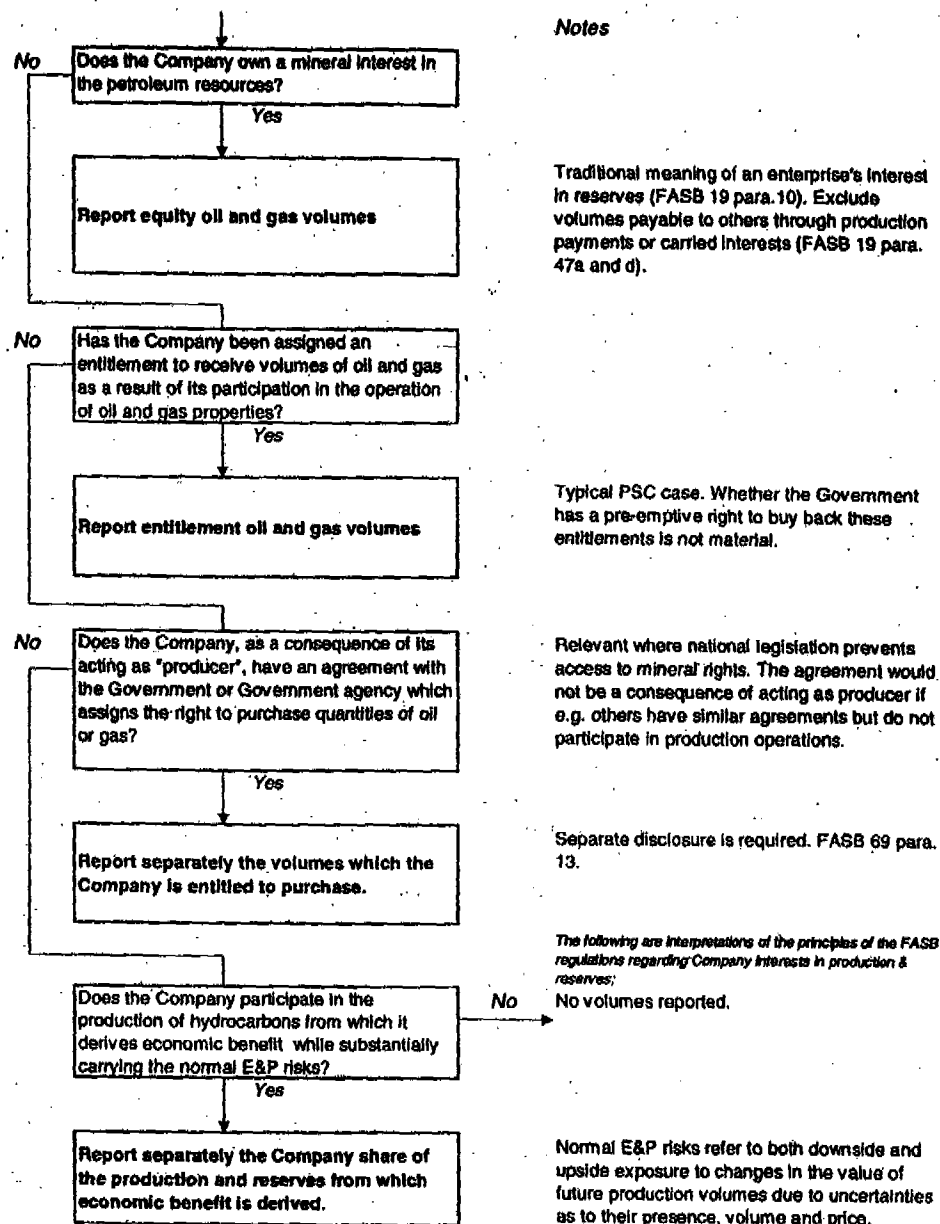 Notes
No
Does the Company own a mineral interest in
the petroleum resources?
Yes
Report equity oil and gas volumes
Traditional meaning of an enterprise's interest
in reserves (FASB 19 para.10). Exclude
volumes payable to others through production
payments or carried interests (FASB 19 para.
47a and d).
No
Has the Company been assigned an
entitlement to receive volumes of oil and gas
as a result of its participation in the operation
of oil and gas properties?
Yes
Report entitlement oil and gas volumes
Typical PSC case. Whether the Government
has a pre-emptive right to buy back these
entitlements is not material.
No
Does the Company, as a consequence of its
acting as "producer", have an agreement with
the Government or Government agency which
assigns the right to purchase quantities of oil
or gas?
Relevant where national legislation prevents
access to mineral rights. The agreement would
not be a consequence of acting as producer if
e.g. others have similar agreements but do not
participate in production operations.
Yes
Report separately the volumes which the
Company is entitled to purchase.
Separate disclosure is required. FASB 69 para.
13.
The following are interpretations of the principles of the FASB
regulations regarding Company interests in production &
reserves;
Does the Company participate in the
production of hydrocarbons from which it
derives economic benefit while substantially
carrying the normal E&P risks?
No
No volumes reported.
Yes
Report separately the Company share of
the production and reserves from which
economic benefit is derived.
Normal E&P risks refer to both downside and
upside exposure to changes in the value of
future production volumes due to uncertainties
as to their presence, volume and price.